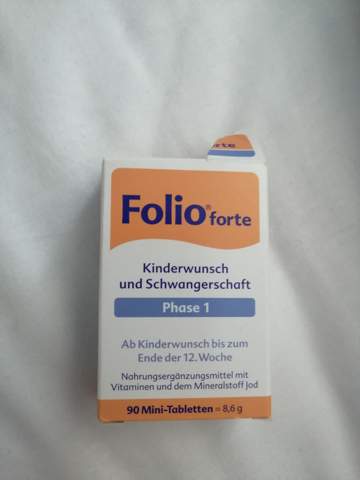 Folio® forte
Kinderwunsch
und Schwangerschaft
Phase 1
Ab Kinderwunsch bis zum
Ende der 12. Woche
Nahrungsergänzungsmittel mit
Vitaminen und dem Mineralstoff Jod
90 Mini-Tabletten = 8,6 g